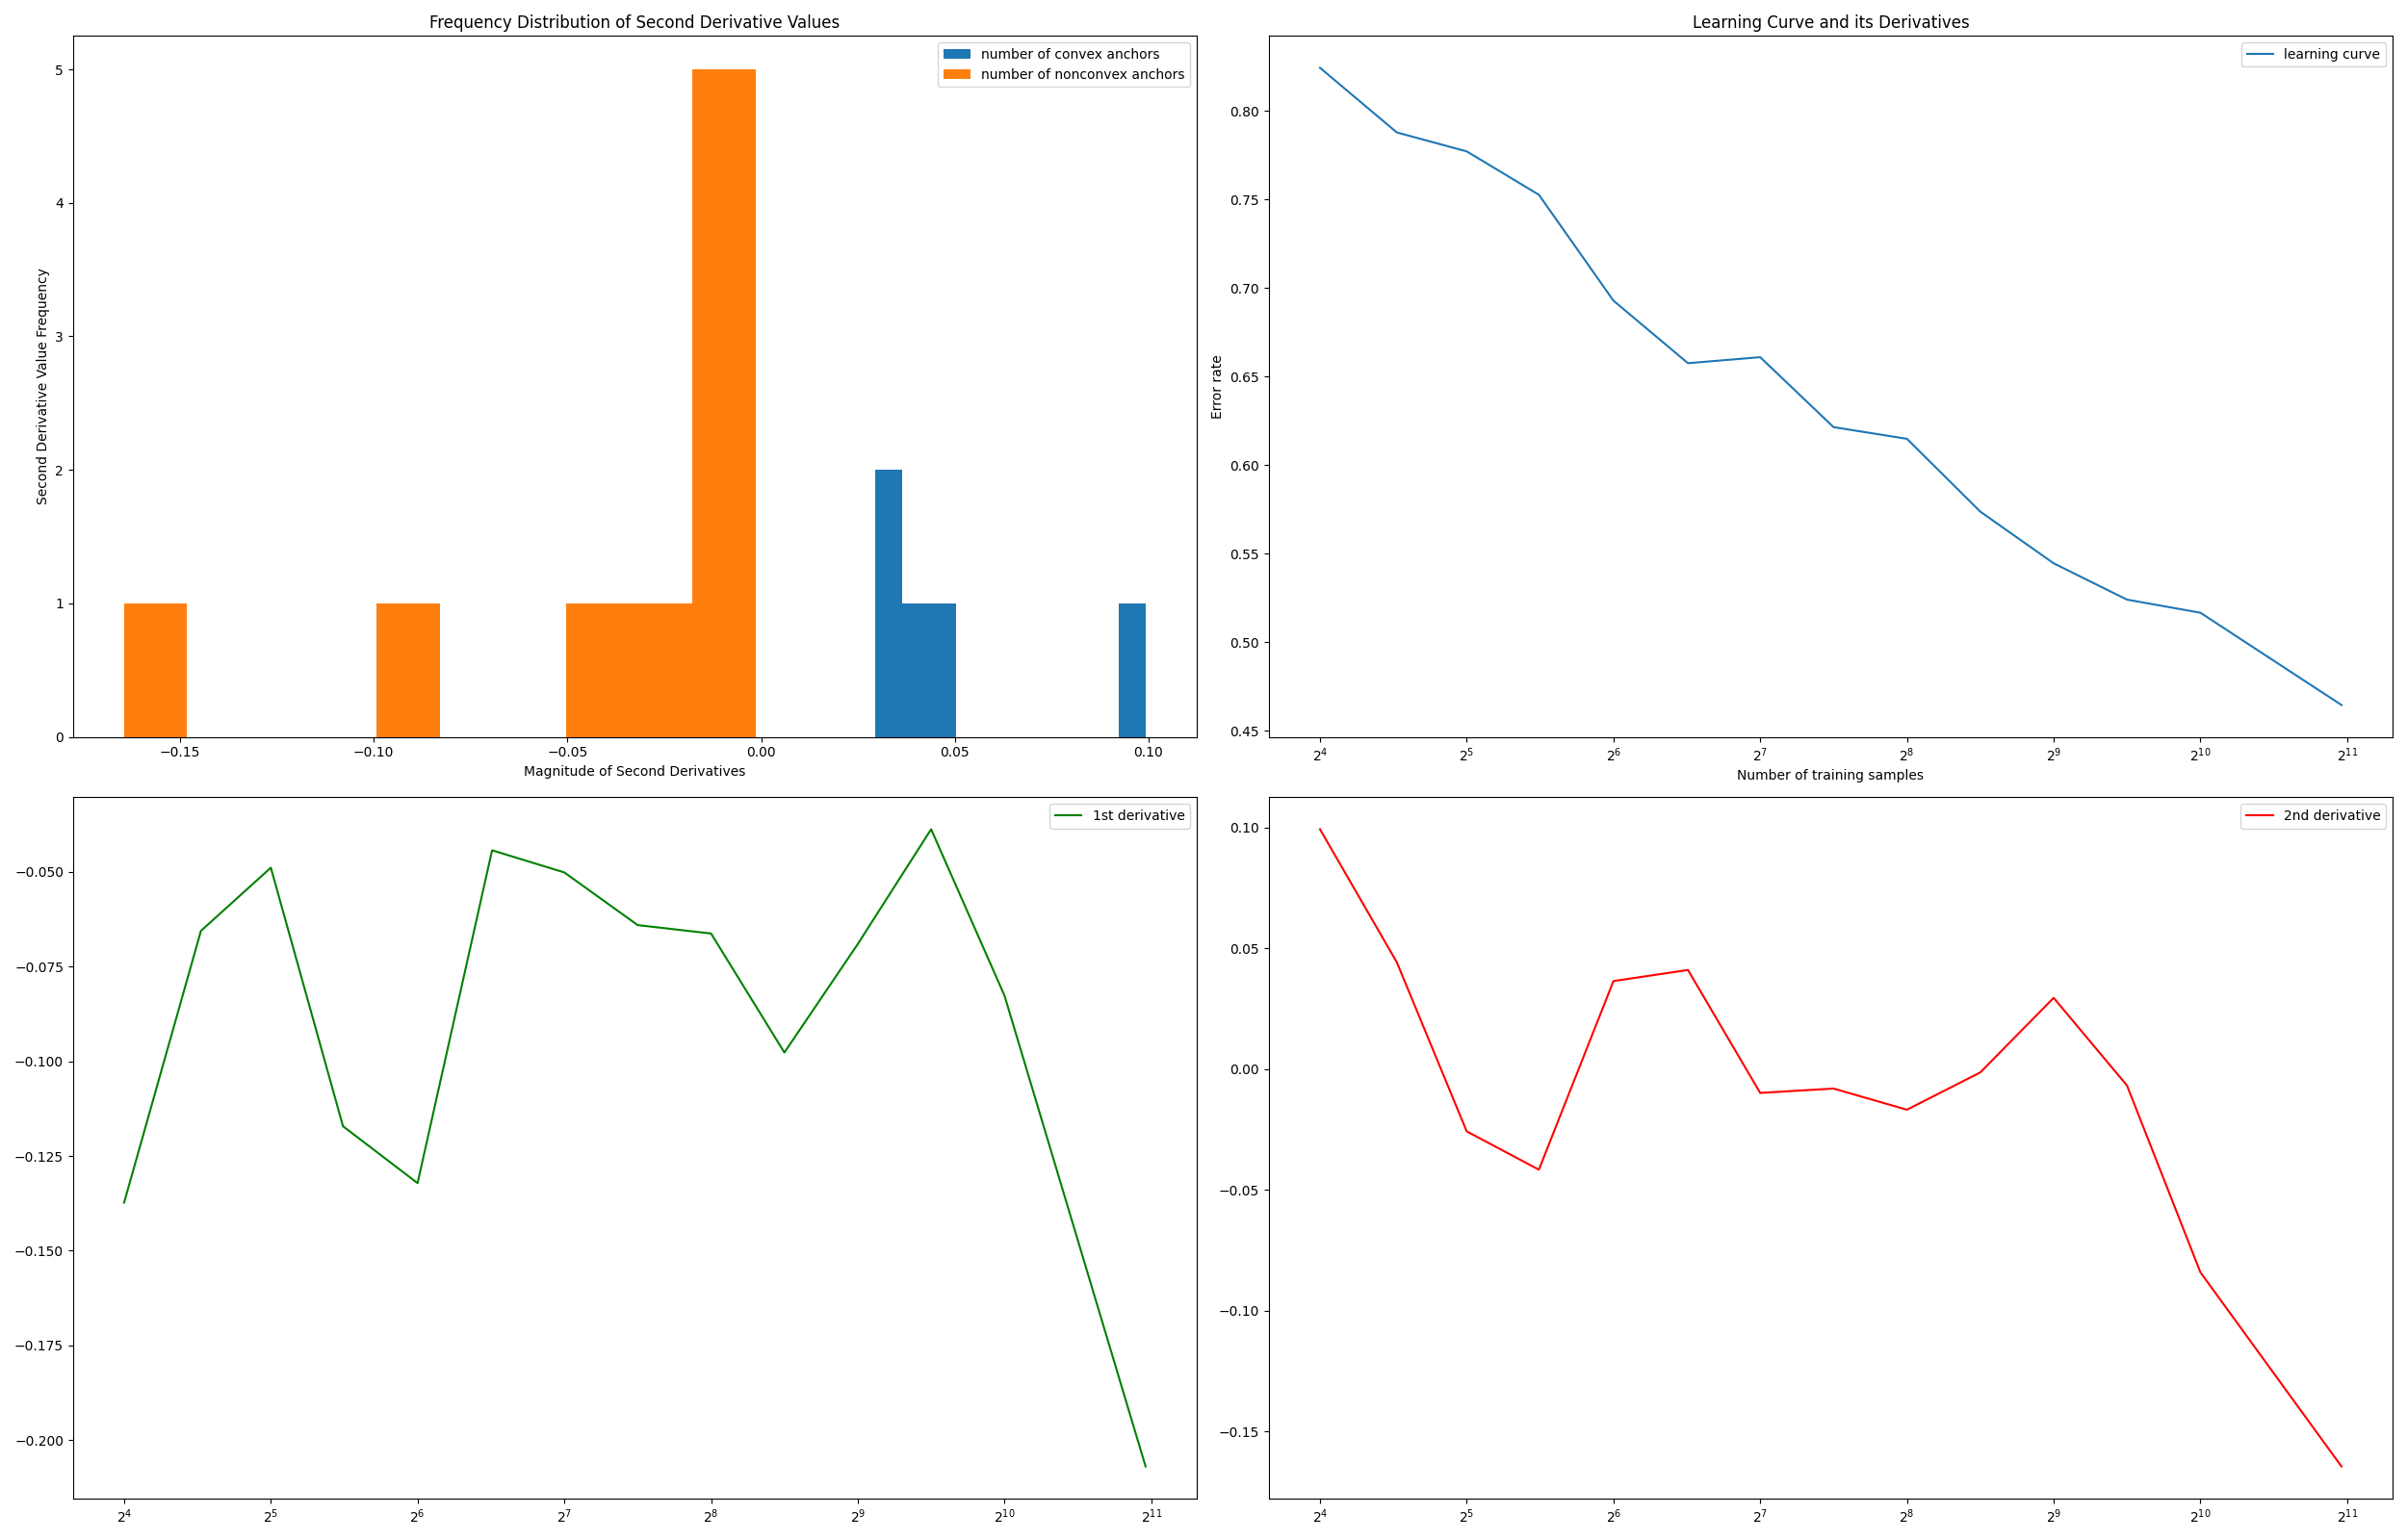 Frequency Distribution of Second Derivative Values
number of convex anchors
number of nonconvex anchors
Second Derivative Value Frequency
5
4
3
2
1
0
−0.15 −0.10 −0.05 0.00 0.05 0.10
Magnitude of Second Derivatives
Learning Curve and its Derivatives
learning curve
Error rate
0.80
0.75
0.70
0.65
0.60
0.55
0.50
0.45
2⁴ 2⁵ 2⁶ 2⁷ 2⁸ 2⁹ 2¹⁰ 2¹¹
Number of training samples
1st derivative
−0.050
−0.075
−0.100
−0.125
−0.150
−0.175
−0.200
2⁴ 2⁵ 2⁶ 2⁷ 2⁸ 2⁹ 2¹⁰ 2¹¹
2nd derivative
0.10
0.05
0.00
−0.05
−0.10
−0.15
2⁴ 2⁵ 2⁶ 2⁷ 2⁸ 2⁹ 2¹⁰ 2¹¹